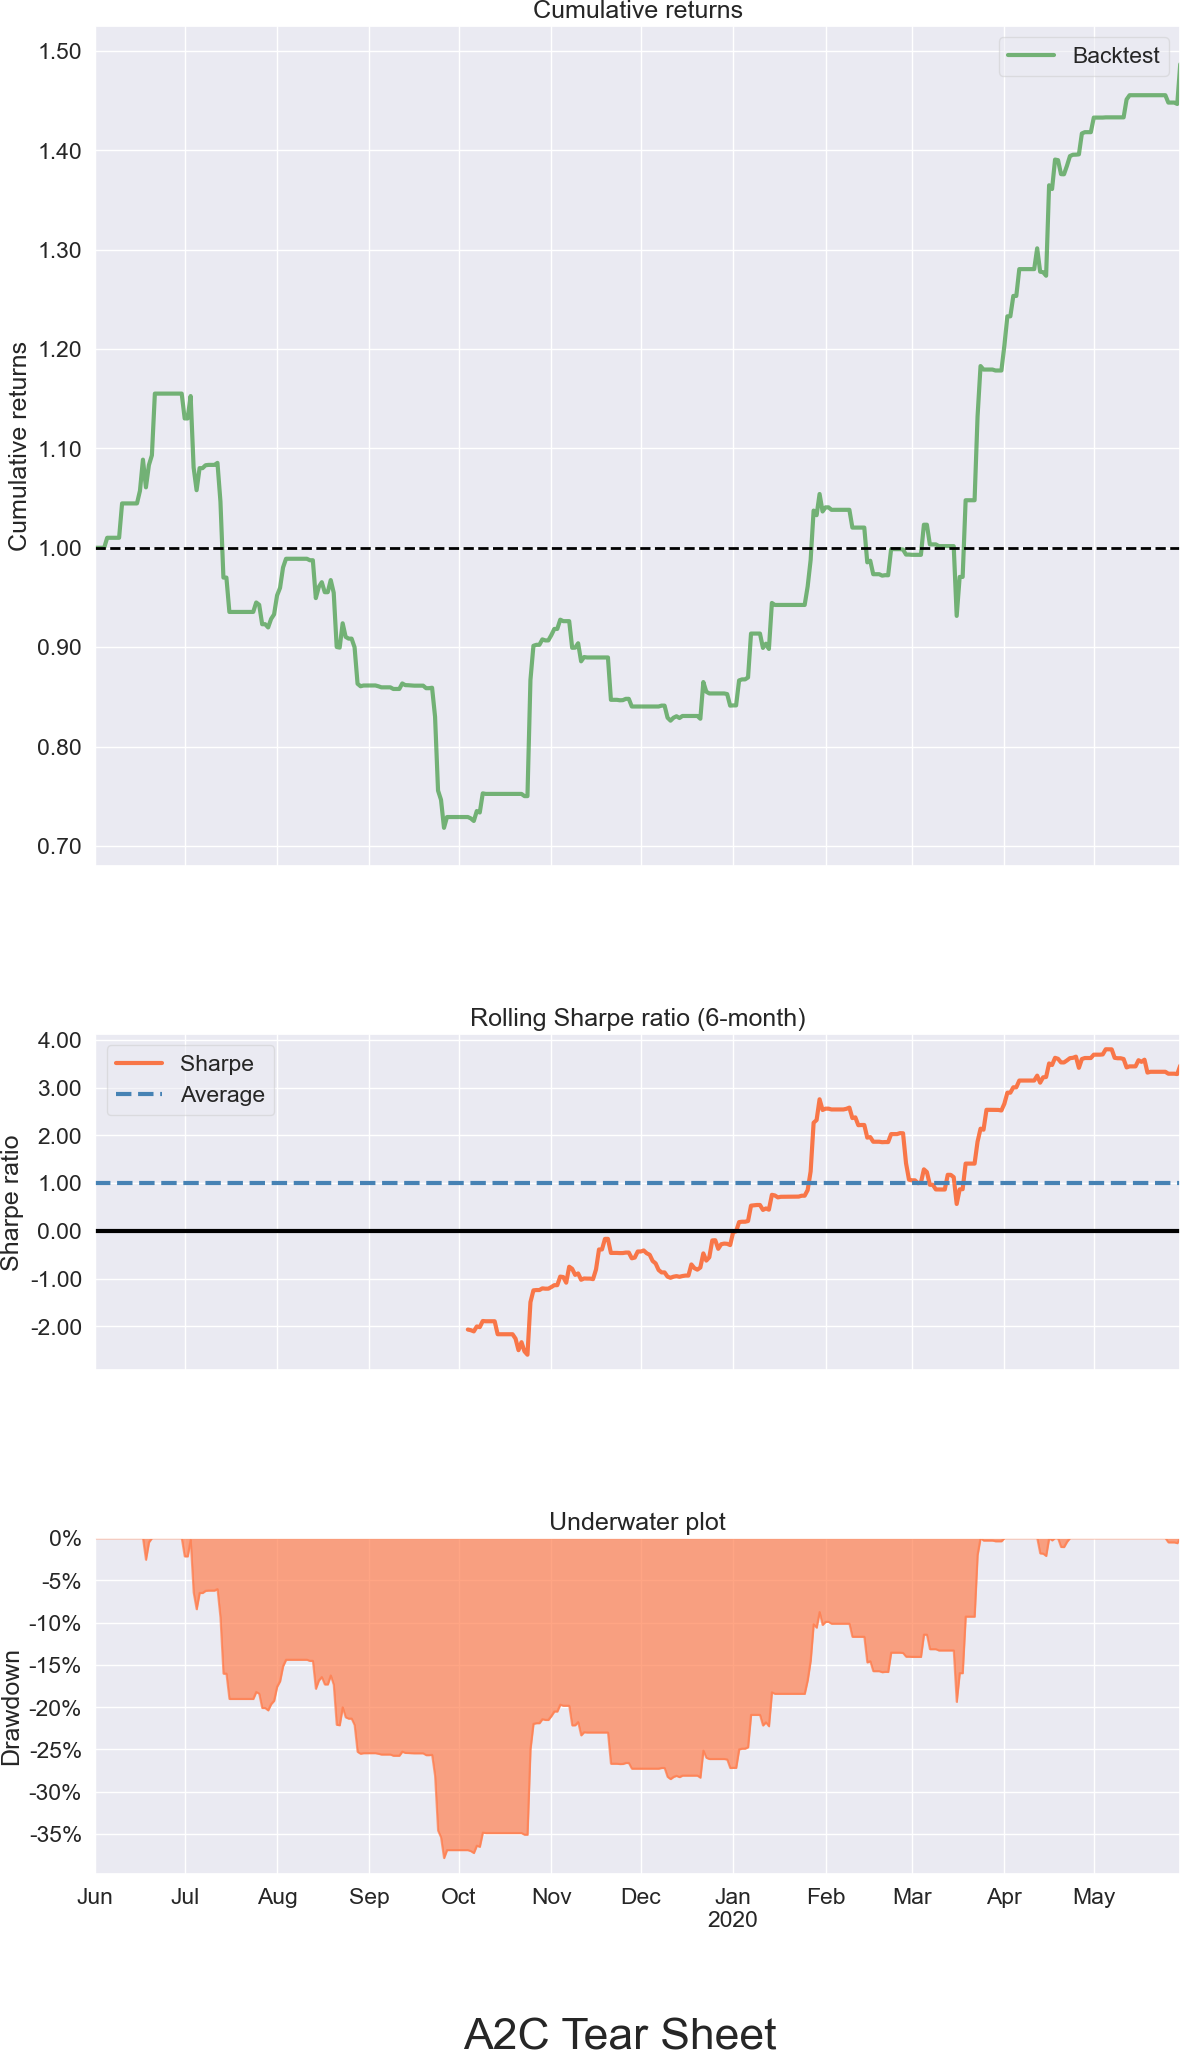 Cumulative returns
1.50
Backtest
1.40
1.30
1.20
Cumulative returns
1.10
1.00
0.90
0.80
0.70
Rolling Sharpe ratio (6-month)
4.00
Sharpe
3.00
Average
2.00
Sharpe ratio
1.00
0.00
-1.00
-2.00
Underwater plot
0%
-5%
-10%
-15%
Drawdown
-20%
-25%
-30%
-35%
Jun Jul Aug Sep Oct Nov Dec Jan Feb Mar Apr May
2020
A2C Tear Sheet